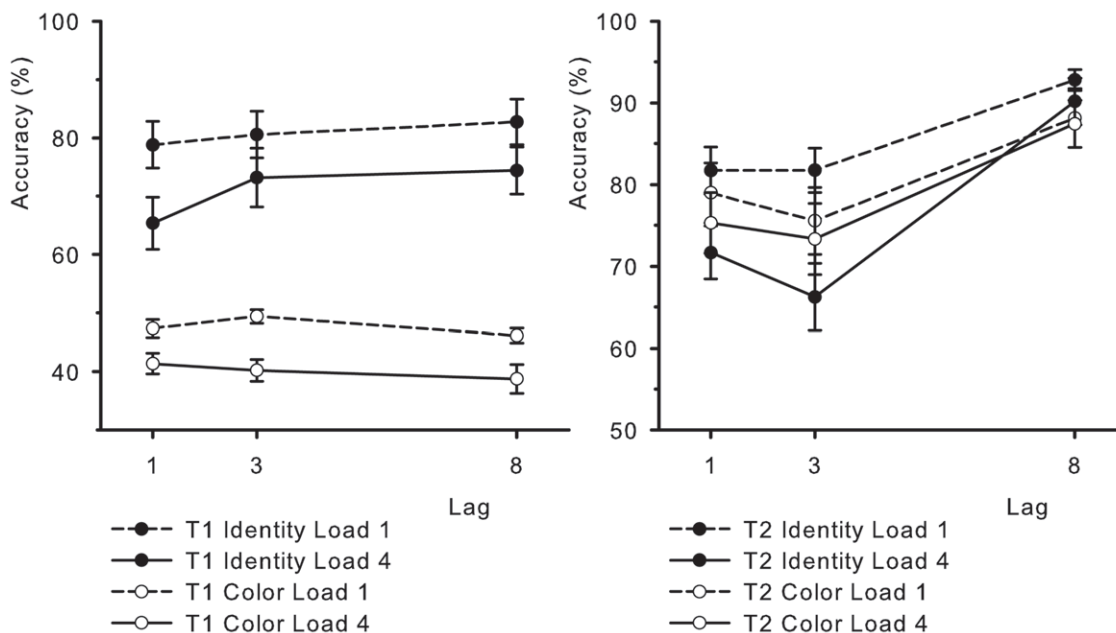 Accuracy (%)
100
80
60
40
1
3
8
Lag
T1 Identity Load 1
T1 Identity Load 4
T1 Color Load 1
T1 Color Load 4
Accuracy (%)
100
90
80
70
60
50
1
3
8
Lag
T2 Identity Load 1
T2 Identity Load 4
T2 Color Load 1
T2 Color Load 4